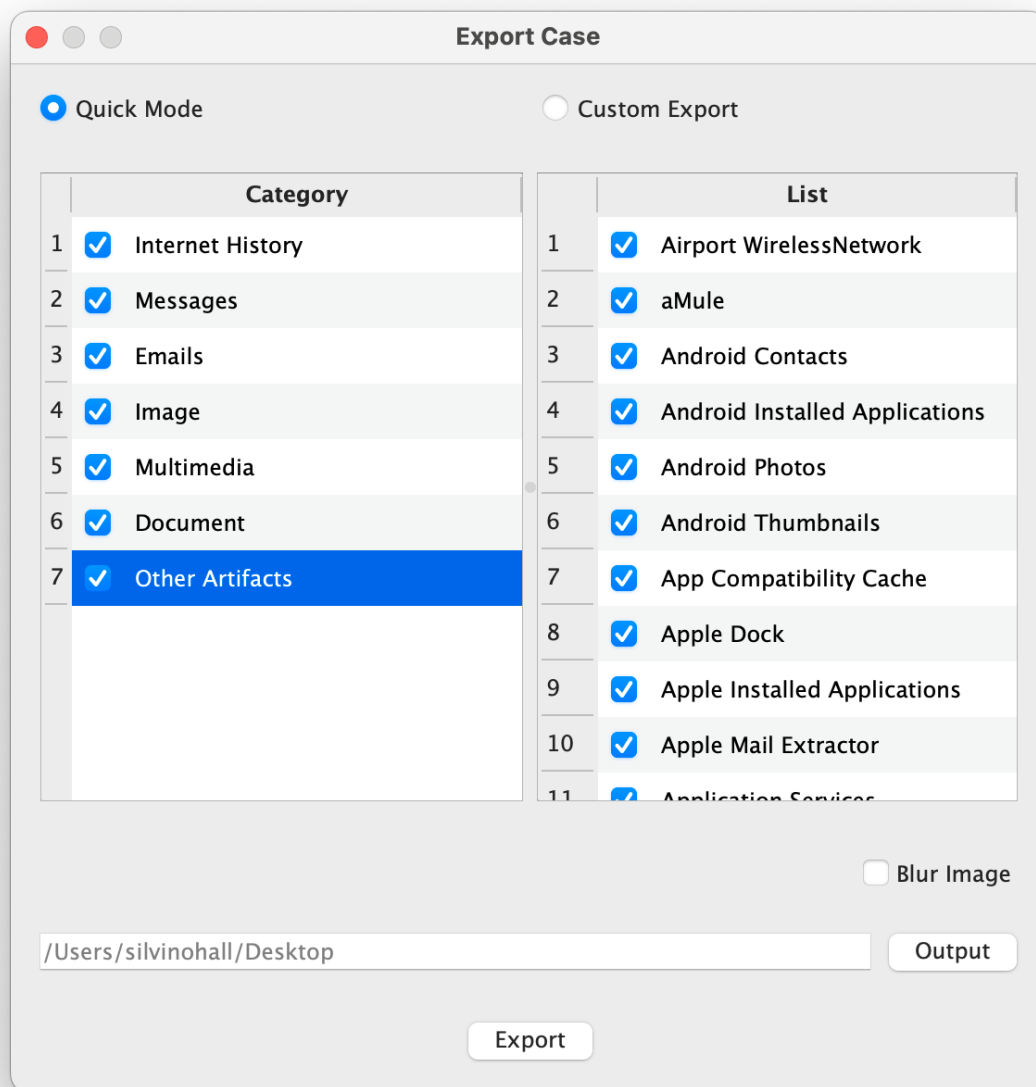 Export Case
Quick Mode
Custom Export
Category
1 Internet History
2 Messages
3 Emails
4 Image
5 Multimedia
6 Document
7 Other Artifacts
List
1 Airport WirelessNetwork
2 aMule
3 Android Contacts
4 Android Installed Applications
5 Android Photos
6 Android Thumbnails
7 App Compatibility Cache
8 Apple Dock
9 Apple Installed Applications
10 Apple Mail Extractor
11 Application Services
Blur Image
/Users/silvinohall/Desktop
Output
Export